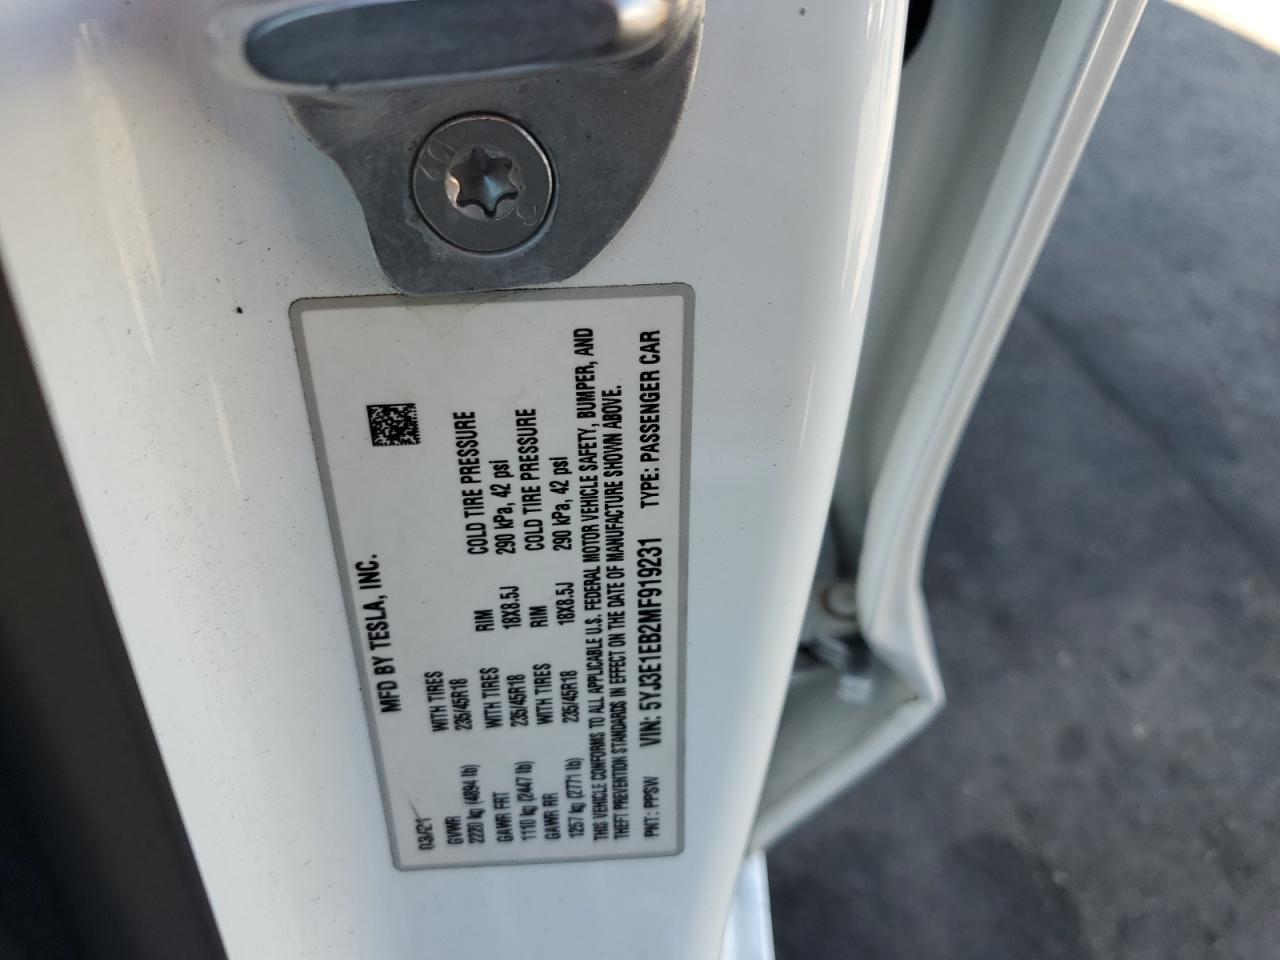 MFD BY TESLA, INC.
03/21
GVWR WITH TIRES RIM COLD TIRE PRESSURE
2220 kg (4894 lb) 235/45R18 18X8.5J 290 kPa, 42 psi
GAWR FRT WITH TIRES RIM COLD TIRE PRESSURE
1110 kg (2447 lb) 235/45R18 18X8.5J 290 kPa, 42 psi
GAWR RR WITH TIRES
1257 kg (2771 lb) 235/45R18
THIS VEHICLE CONFORMS TO ALL APPLICABLE U.S. FEDERAL MOTOR VEHICLE SAFETY, BUMPER, AND
THEFT PREVENTION STANDARDS IN EFFECT ON THE DATE OF MANUFACTURE SHOWN ABOVE.
PNT: PPSW VIN: 5YJ3E1EB2MF919231 TYPE: PASSENGER CAR